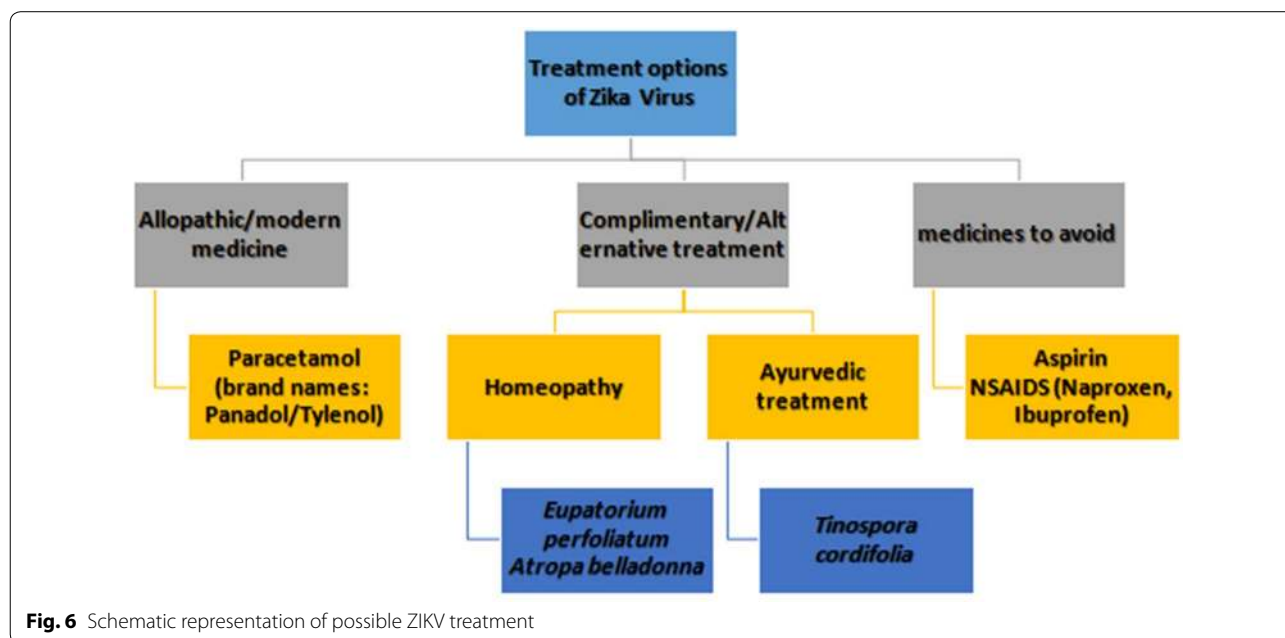 Treatment options
of Zika Virus
Allopathic/modern
medicine
Complimentary/Alt
ernative treatment
medicines to avoid
Paracetamol
(brand names:
Panadol/Tylenol)
Homeopathy
Ayurvedic
treatment
Aspirin
NSAIDS (Naproxen,
Ibuprofen)
Eupatorium
perfoliatum
Atropa belladonna
Tinospora
cordifolia
Fig. 6 Schematic representation of possible ZIKV treatment